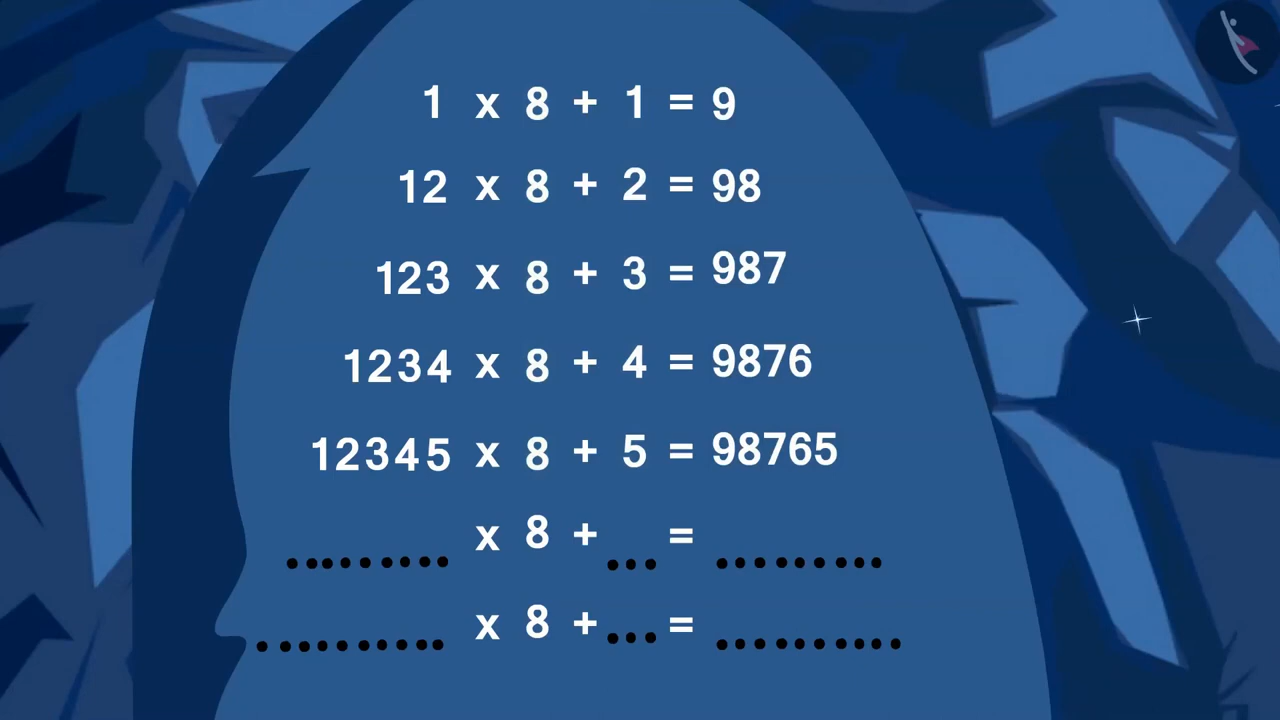 1 x 8 + 1 = 9
12 x 8 + 2 = 98
123 x 8 + 3 = 987
1234 x 8 + 4 = 9876
12345 x 8 + 5 = 98765
......... x 8 + ... = .........
.......... x 8 + ... = ..........